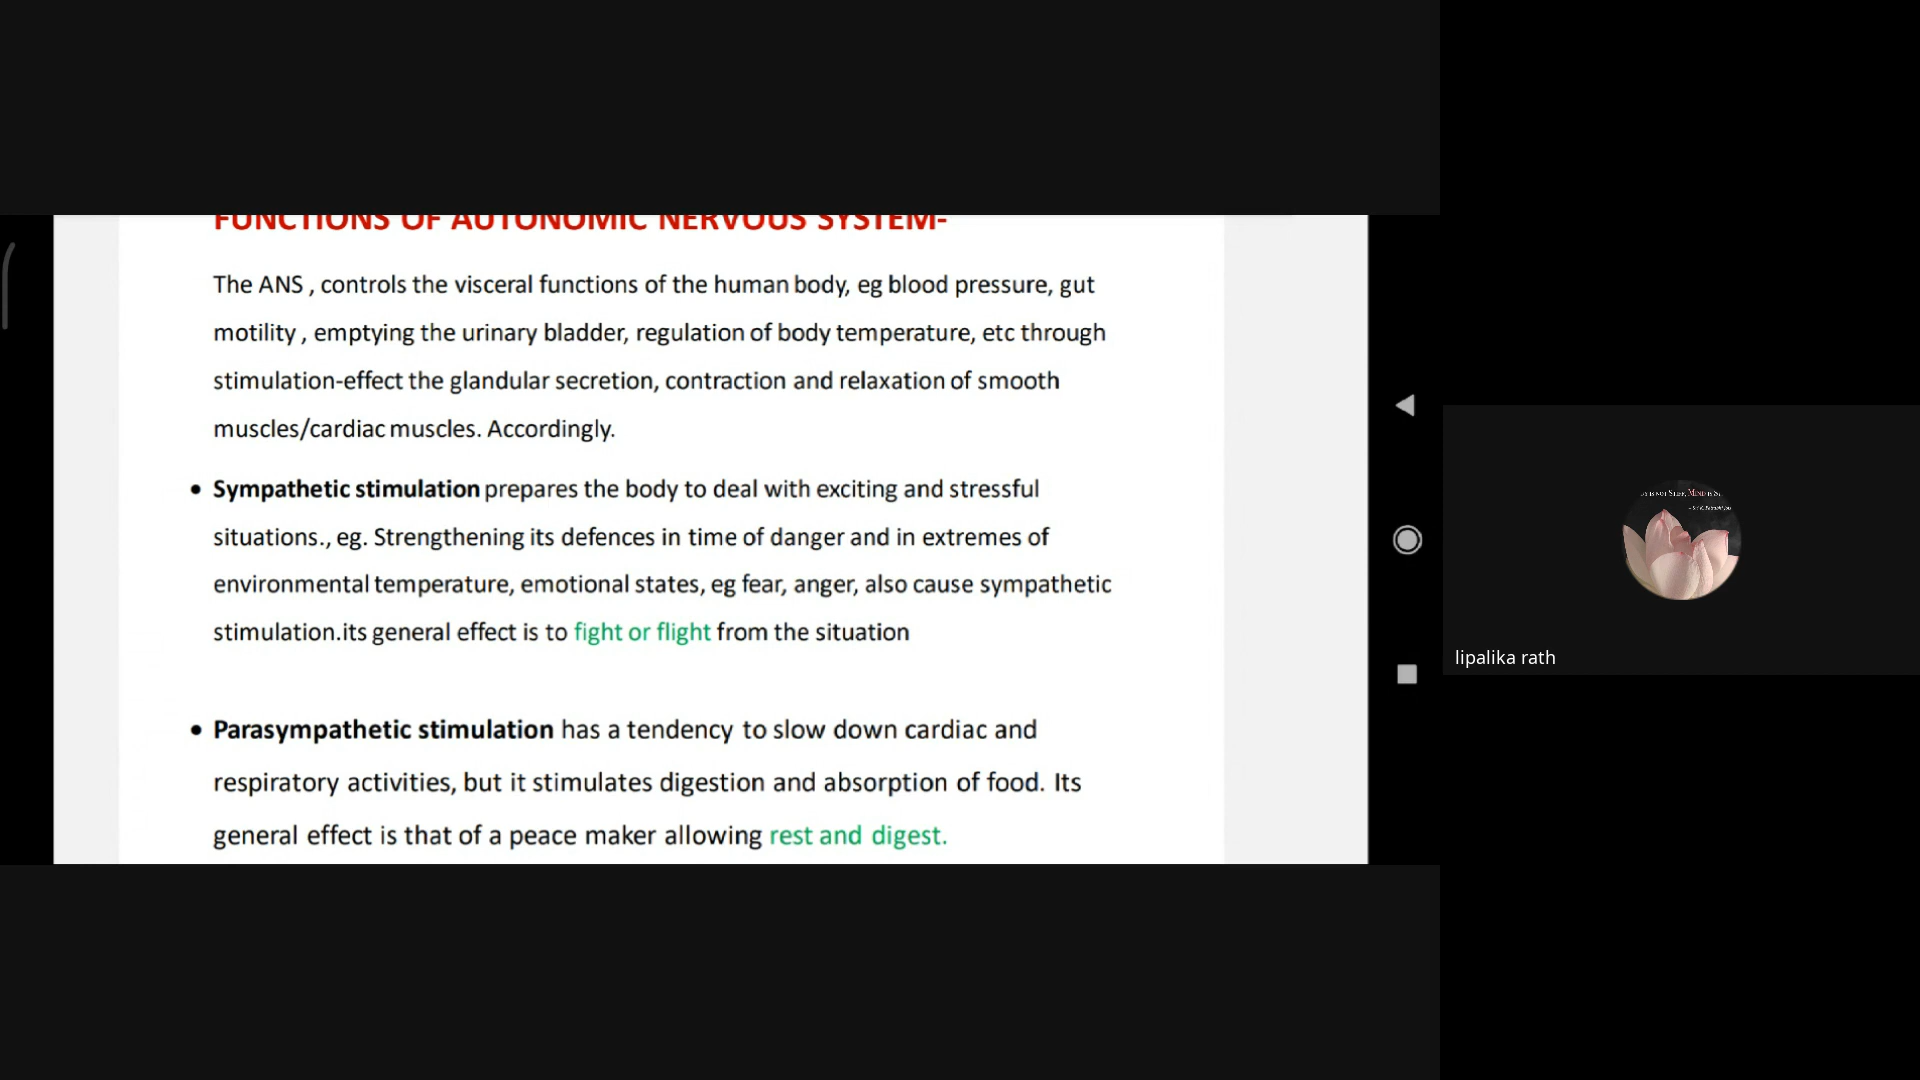 FUNCTIONS OF AUTONOMIC NERVOUS SYSTEM-
The ANS , controls the visceral functions of the human body, eg blood pressure, gut
motility , emptying the urinary bladder, regulation of body temperature, etc through
stimulation-effect the glandular secretion, contraction and relaxation of smooth
muscles/cardiac muscles. Accordingly.
• Sympathetic stimulation prepares the body to deal with exciting and stressful
situations., eg. Strengthening its defences in time of danger and in extremes of
environmental temperature, emotional states, eg fear, anger, also cause sympathetic
stimulation.its general effect is to fight or flight from the situation
• Parasympathetic stimulation has a tendency to slow down cardiac and
respiratory activities, but it stimulates digestion and absorption of food. Its
general effect is that of a peace maker allowing rest and digest.
lipalika rath